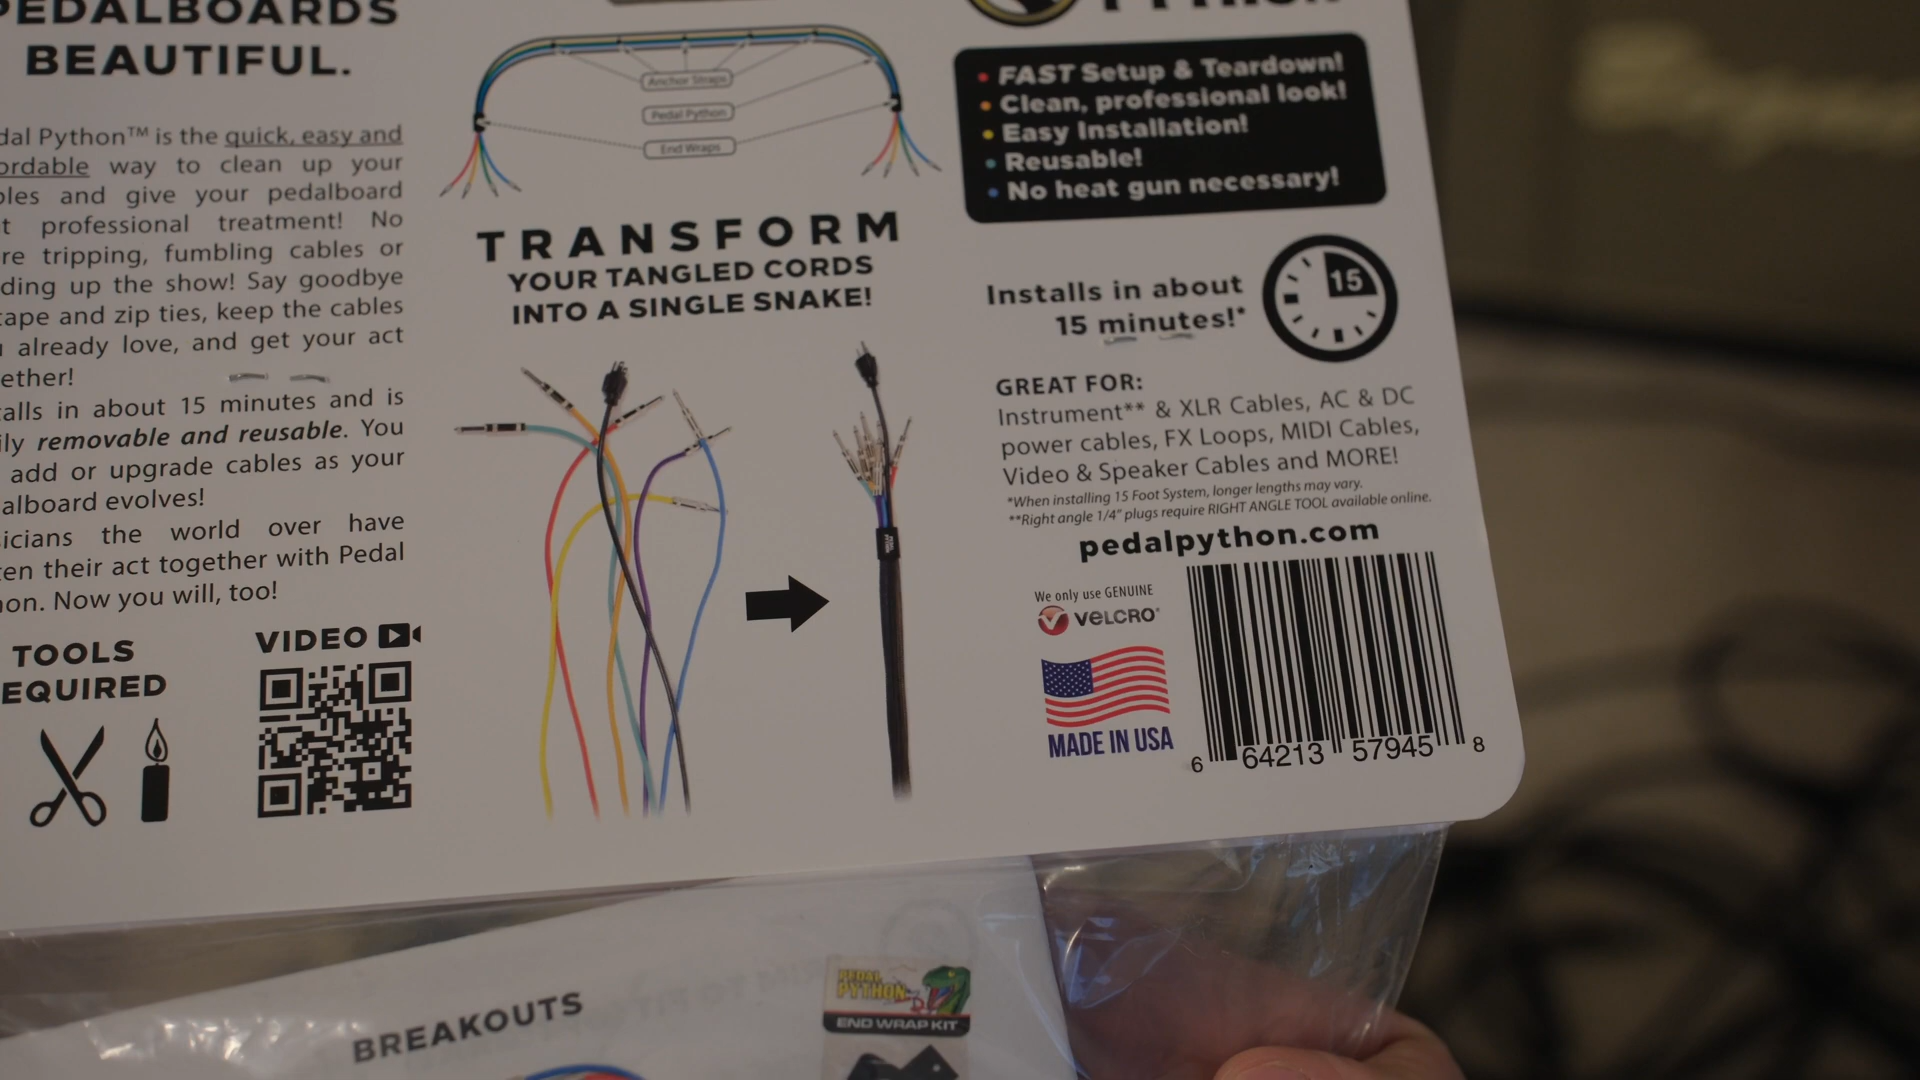 PEDALBOARDS
BEAUTIFUL.
dal Python™ is the quick, easy and
ordable way to clean up your
bles and give your pedalboard
t professional treatment! No
re tripping, fumbling cables or
ding up the show! Say goodbye
tape and zip ties, keep the cables
u already love, and get your act
ether!
talls in about 15 minutes and is
ily removable and reusable. You
add or upgrade cables as your
alboard evolves!
sicians the world over have
ten their act together with Pedal
hon. Now you will, too!
TOOLS
EQUIRED
VIDEO
Anchor Straps
Pedal Python
End Wraps
TRANSFORM
YOUR TANGLED CORDS
INTO A SINGLE SNAKE!
PEDAL
PYTHON
PYTHON
• FAST Setup & Teardown!
• Clean, professional look!
• Easy Installation!
• Reusable!
• No heat gun necessary!
Installs in about
15 minutes!*
15
GREAT FOR:
Instrument** & XLR Cables, AC & DC
power cables, FX Loops, MIDI Cables,
Video & Speaker Cables and MORE!
*When installing 15 Foot System, longer lengths may vary.
**Right angle 1/4" plugs require RIGHT ANGLE TOOL available online.
pedalpython.com
We only use GENUINE
VELCRO®
MADE IN USA
6 64213 57945 8
BREAKOUTS
PEDAL
PYTHON
END WRAP KIT